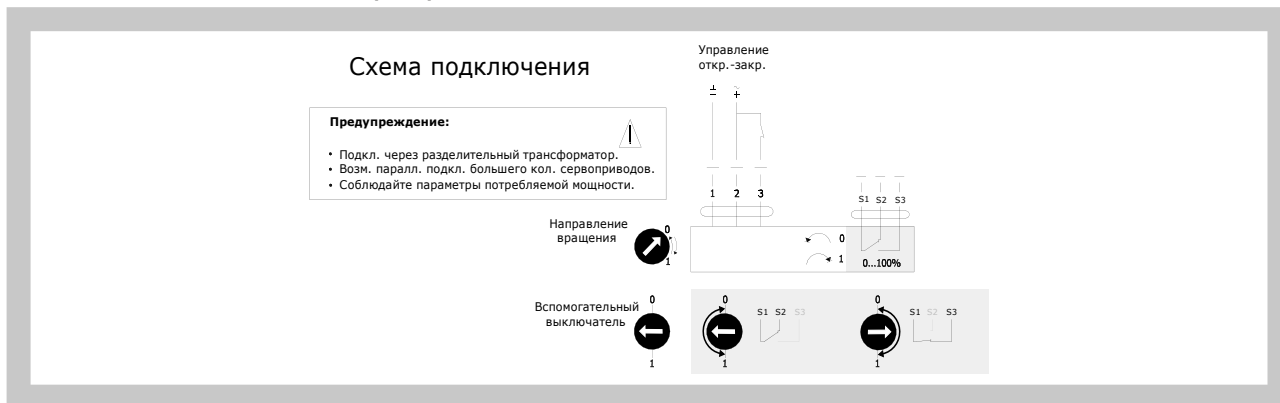 Схема подключения
Управление
откр.-закр.
⊥ ~
– +
Предупреждение:
• Подкл. через разделительный трансформатор.
• Возм. паралл. подкл. большего кол. сервоприводов.
• Соблюдайте параметры потребляемой мощности.
1 2 3
S1 S2 S3
Направление
вращения
0
1
0
1
0...100%
Вспомогательный
выключатель
0
1
0
1
S1 S2 S3
0
1
S1 S2 S3